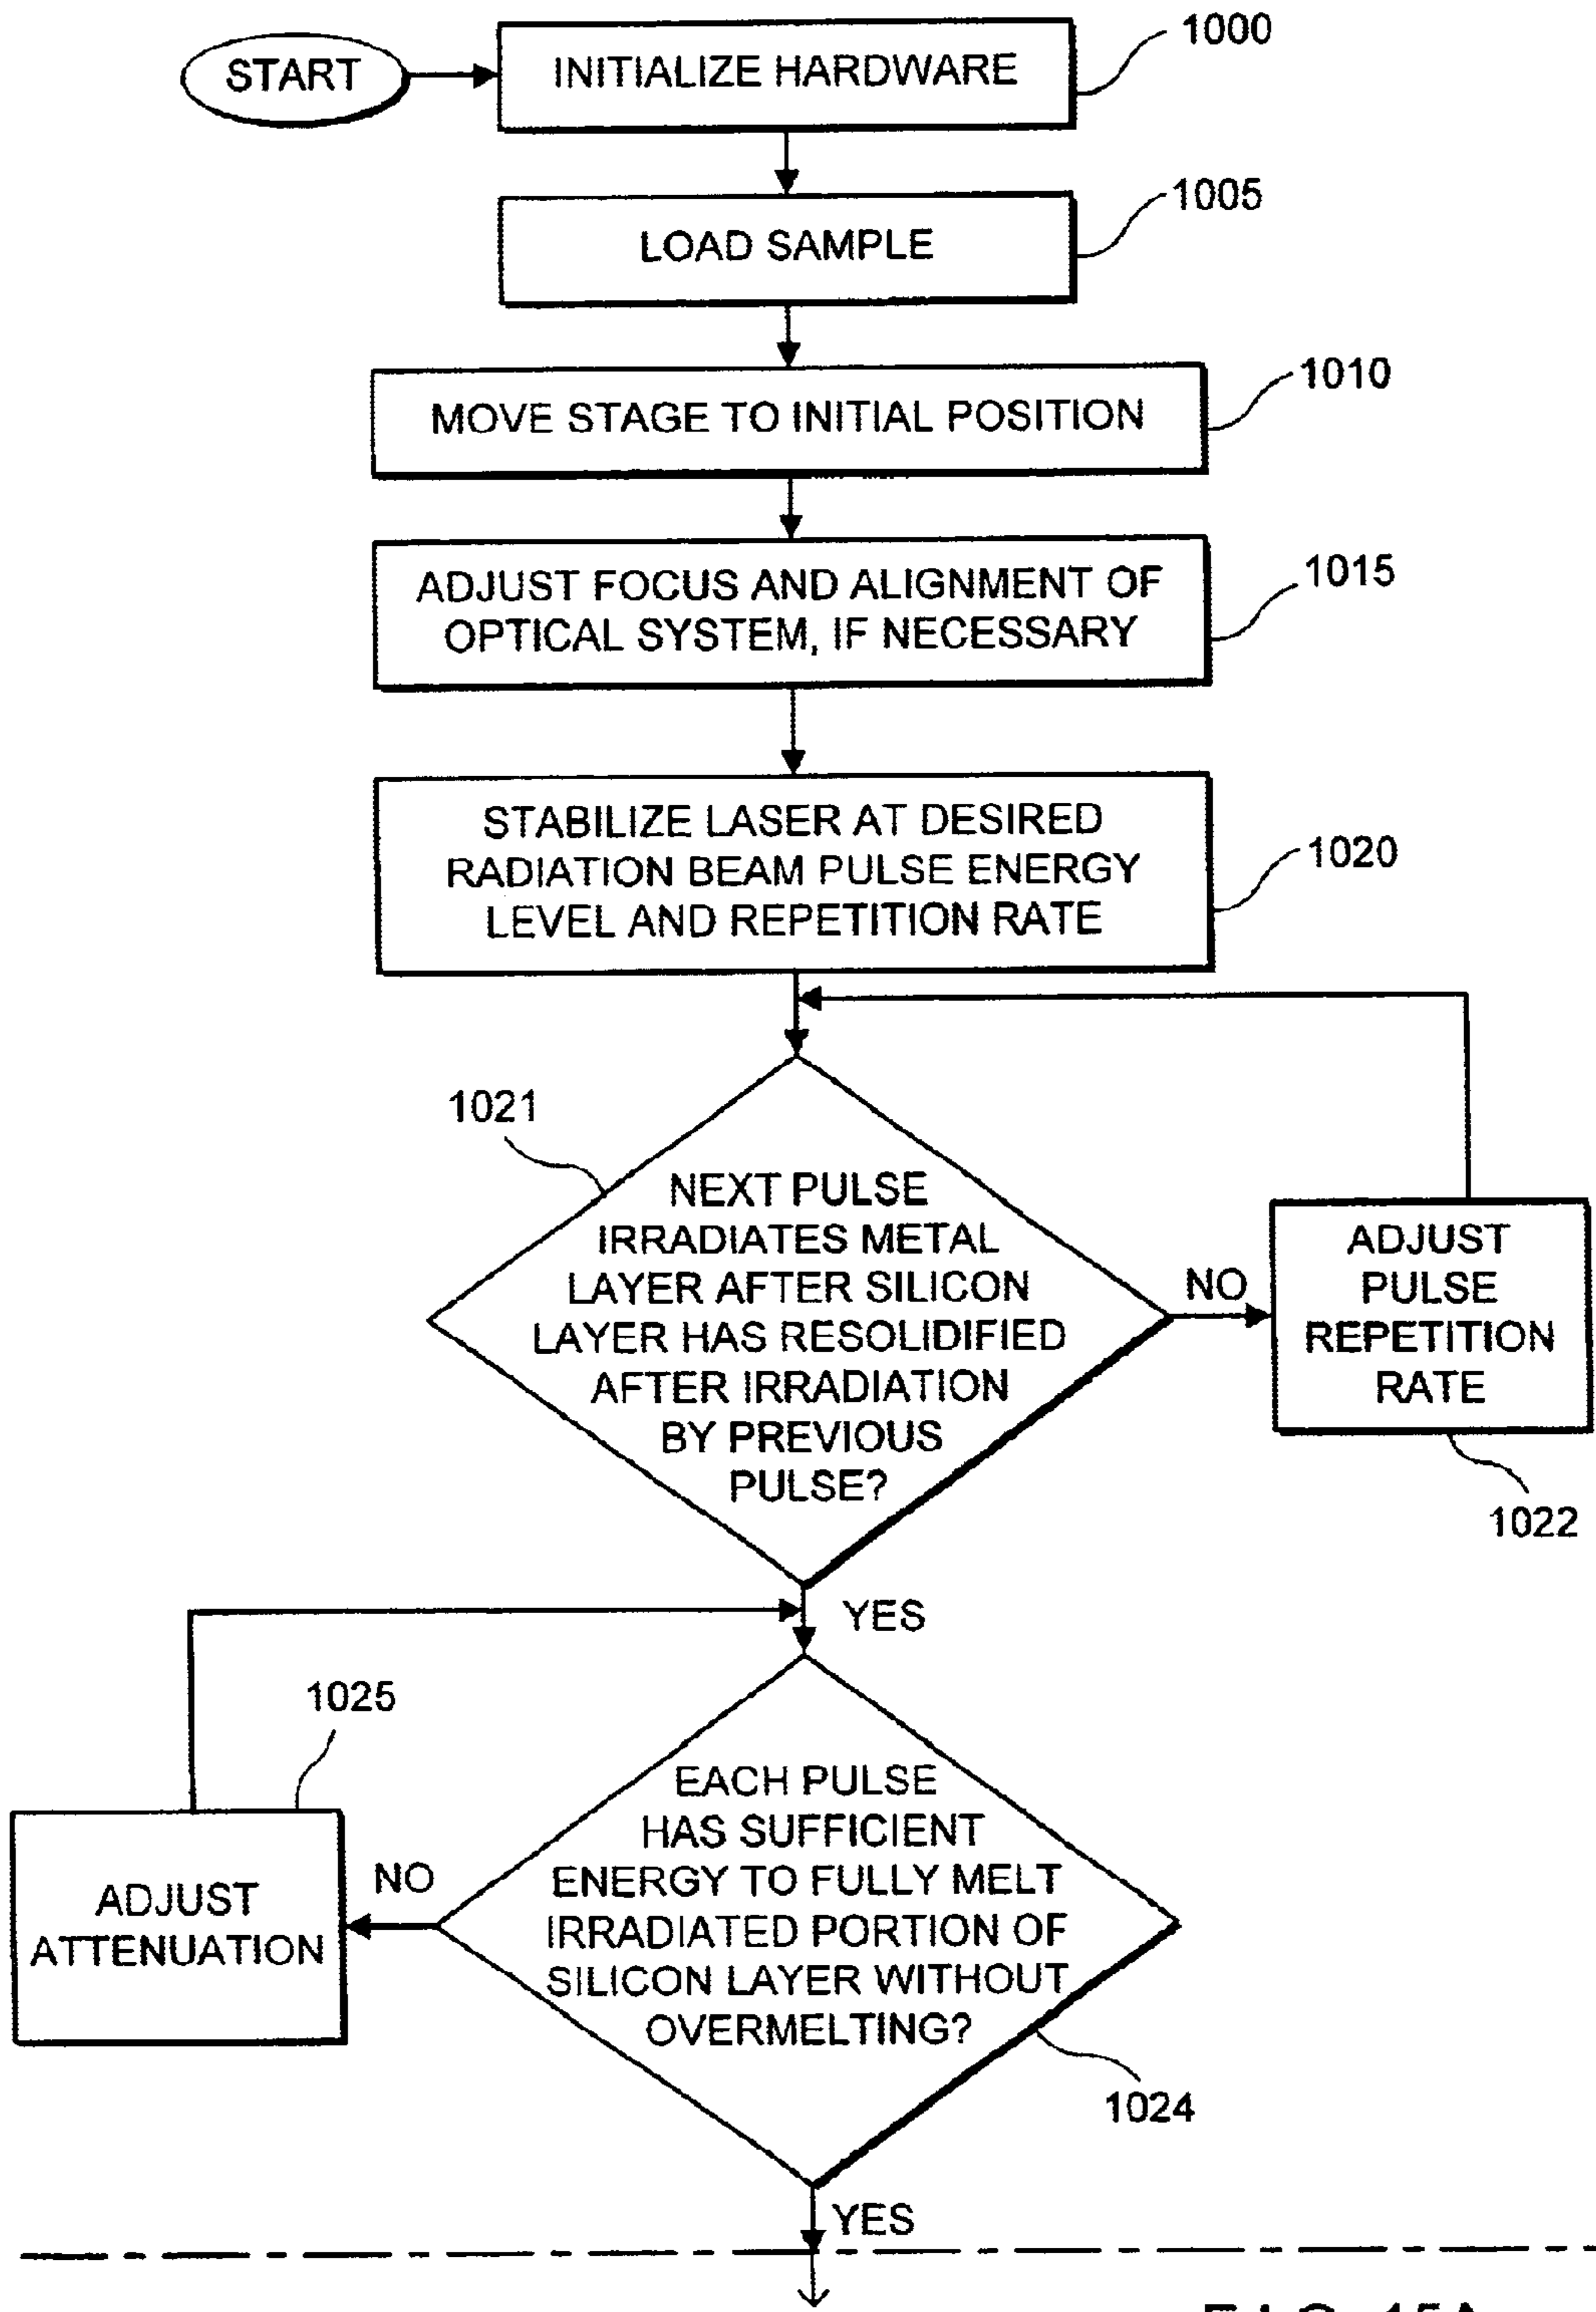 START
INITIALIZE HARDWARE
1000
LOAD SAMPLE
1005
MOVE STAGE TO INITIAL POSITION
1010
ADJUST FOCUS AND ALIGNMENT OF
OPTICAL SYSTEM, IF NECESSARY
1015
STABILIZE LASER AT DESIRED
RADIATION BEAM PULSE ENERGY
LEVEL AND REPETITION RATE
1020
1021
NEXT PULSE
IRRADIATES METAL
LAYER AFTER SILICON
LAYER HAS RESOLIDIFIED
AFTER IRRADIATION
BY PREVIOUS
PULSE?
NO
ADJUST
PULSE
REPETITION
RATE
1022
YES
1025
EACH PULSE
HAS SUFFICIENT
ENERGY TO FULLY MELT
IRRADIATED PORTION OF
SILICON LAYER WITHOUT
OVERMELTING?
NO
ADJUST
ATTENUATION
1024
YES